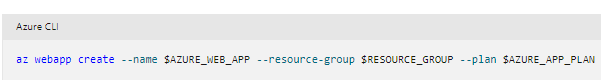 Azure CLI
az webapp create --name $AZURE_WEB_APP --resource-group $RESOURCE_GROUP --plan $AZURE_APP_PLAN